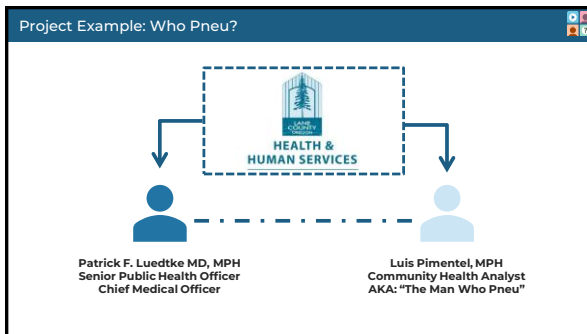 Project Example: Who Pneu?
LANE
COUNTY
OREGON
HEALTH &
HUMAN SERVICES
Patrick F. Luedtke MD, MPH
Senior Public Health Officer
Chief Medical Officer
Luis Pimentel, MPH
Community Health Analyst
AKA: “The Man Who Pneu”